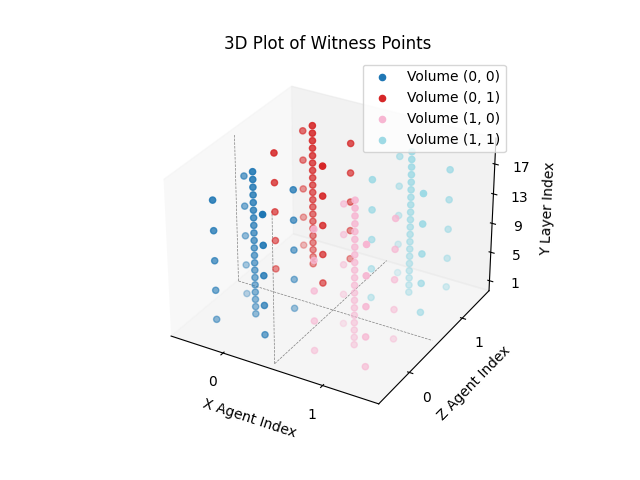 3D Plot of Witness Points
Volume (0, 0)
Volume (0, 1)
Volume (1, 0)
Volume (1, 1)
17
13
9
5
1
Y Layer Index
1
0
Z Agent Index
0
1
X Agent Index